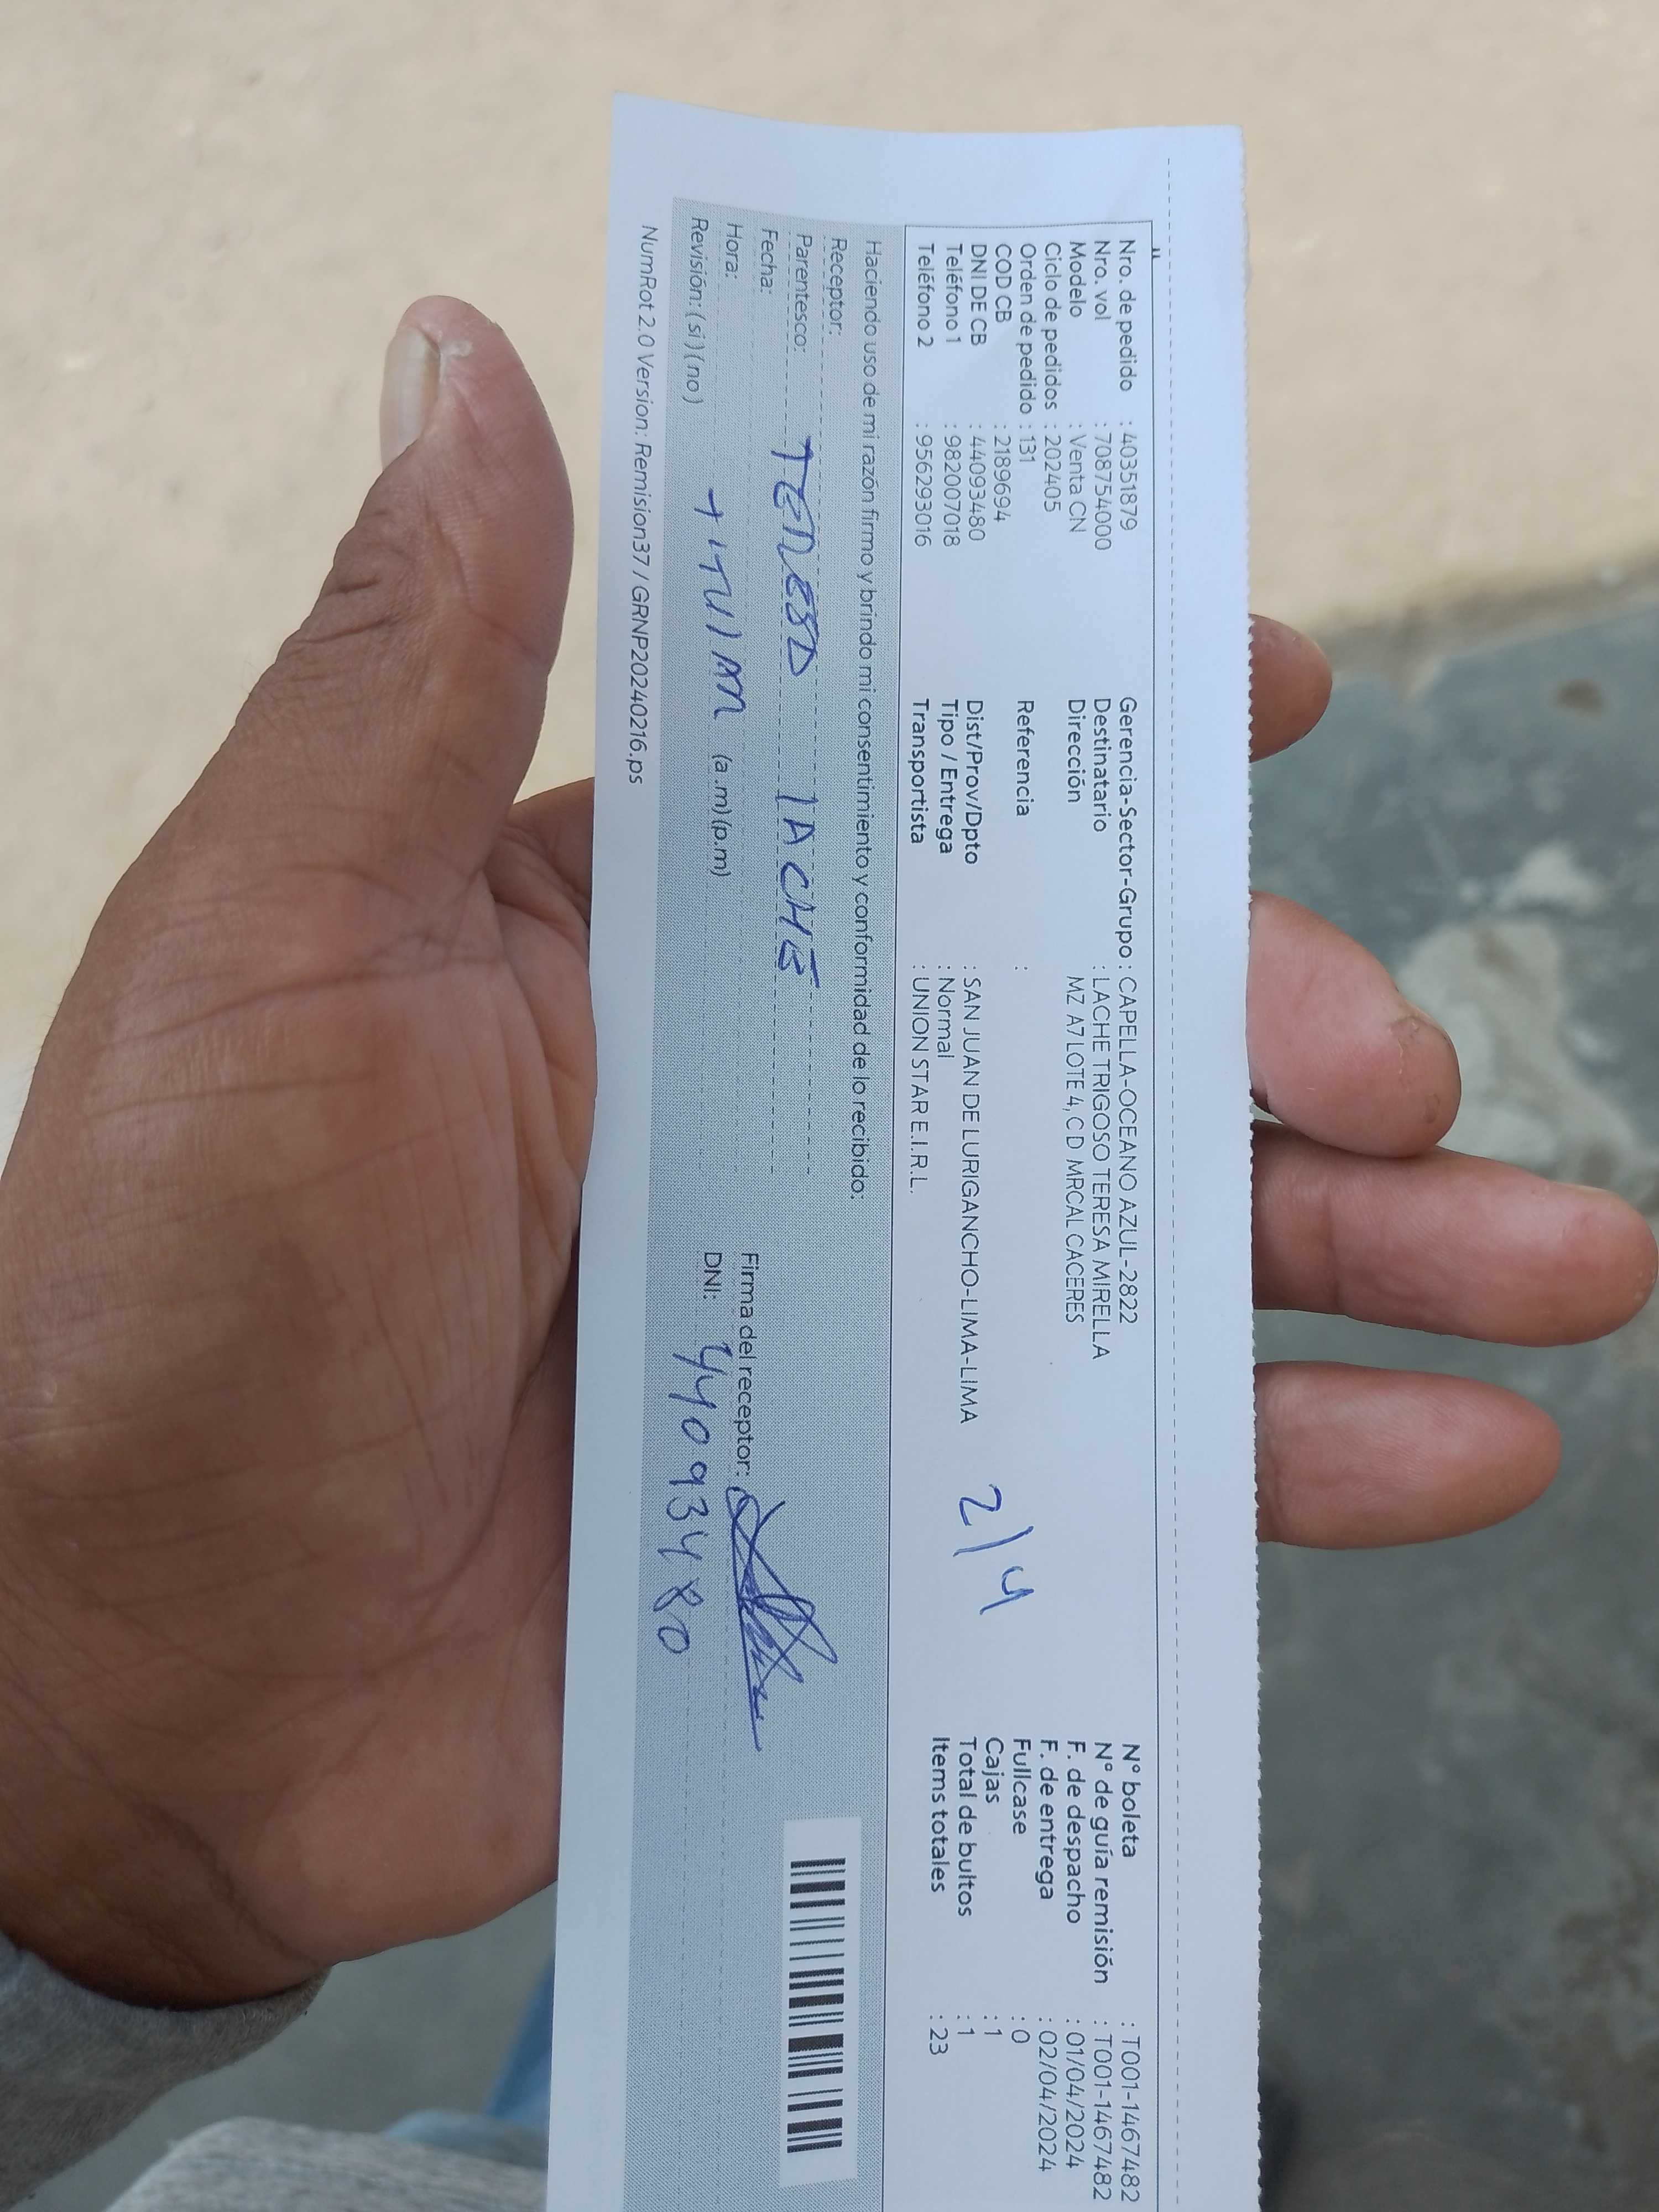 Nro. de pedido : 40351879
Nro. vol : 708754000
Modelo : Venta CN
Ciclo de pedidos : 202405
Orden de pedido : 131
COD CB : 2189694
DNI DE CB : 44093480
Teléfono 1 : 982007018
Teléfono 2 : 956293016
Gerencia-Sector-Grupo : CAPELLA-OCEANO AZUL-2822
Destinatario : LACHE TRIGOSO TERESA MIRELLA
Dirección MZ A7 LOTE 4, C D MRCAL CACERES
Referencia :
Dist/Prov/Dpto : SAN JUAN DE LURIGANCHO-LIMA-LIMA
Tipo / Entrega : Normal
Transportista : UNION STAR E.I.R.L.
2/4
N° boleta : T001-1467482
N° de guía remisión : T001-1467482
F. de despacho : 01/04/2024
F. de entrega : 02/04/2024
Fullcase : 0
Cajas : 1
Total de bultos : 1
Items totales : 23
Haciendo uso de mi razón firmo y brindo mi consentimiento y conformidad de lo recibido:
Receptor:
Parentesco: LACHE
Fecha:
Hora: (a.m) (p.m)
Revisión: (si) (no)
Firma del receptor:
DNI: 44093480
NumRot 2.0 Version: Remision37 / GRNP20240216.ps